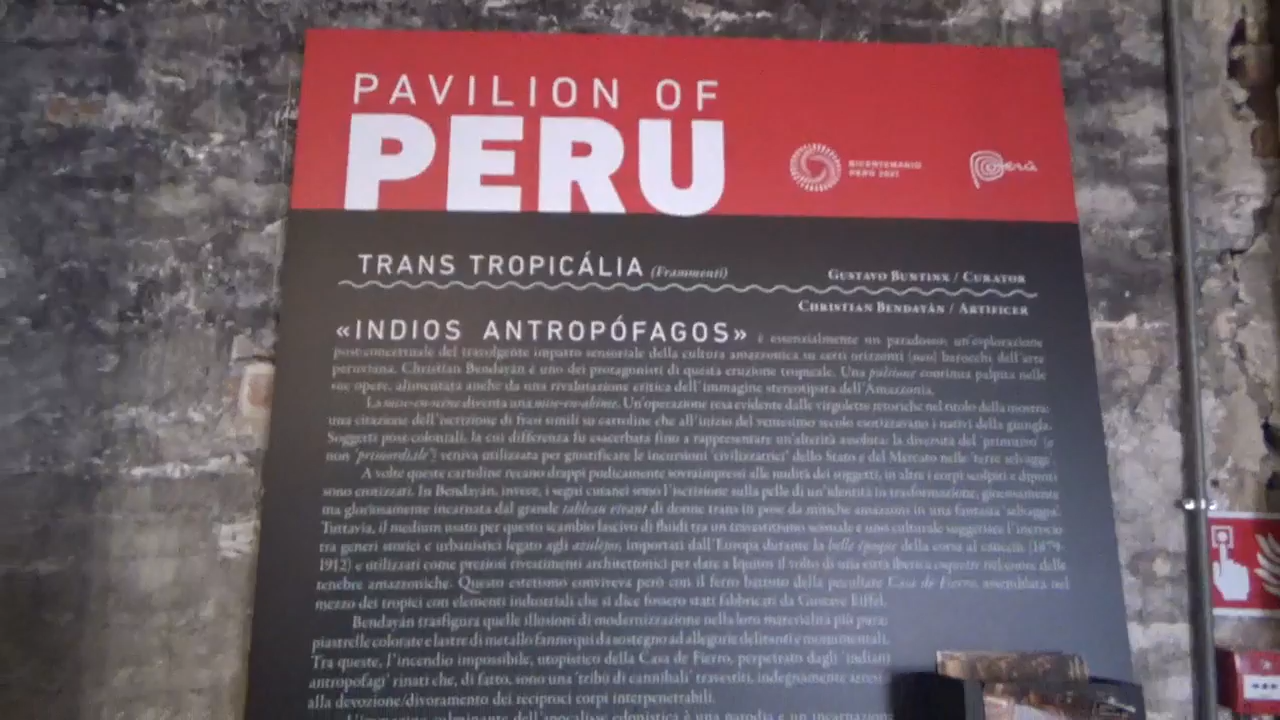 PAVILION OF
PERU
BICENTENARIO
PERÚ 2021
Perú
TRANS TROPICÁLIA (Frammenti)
GUSTAVO BUNTINX / CURATOR
CHRISTIAN BENDAYÁN / ARTIFICER
«INDIOS ANTROPÓFAGOS» è essenzialmente un paradosso; un'esplorazione
postconcettuale del travolgente impatto sensoriale della cultura amazzonica su certi orizzonti (neo) barocchi dell'arte
peruviana. Christian Bendayán è uno dei protagonisti di questa eruzione tropicale. Una pulsione contrania palpita nelle
sue opere, alimentata anche da una rivalutazione critica dell'immagine stereotipata dell'Amazzonia.
La mise-en-scène diventa una mise-en-abîme. Un'operazione resa evidente dalle virgolette retoriche nel titolo della mostra:
una citazione dell'iscrizione di frasi simili su cartoline che all'inizio del ventesimo secolo esotizzavano i nativi della giungla.
Soggetti post-coloniali, la cui differenza fu esacerbata fino a rappresentare un'alterità assoluta: la diversità del 'primitivo' (e
non 'primordiale') veniva utilizzata per giustificare le incursioni 'civilizzatrici' dello Stato e del Mercato nelle 'terre selvagge'.
A volte queste cartoline recano drappi pudicamente sovraimpressi alle nudità dei soggetti, in altre i corpi scolpiti e dipinti
sono erotizzati. In Bendayán, invece, i segni cutanei sono l'iscrizione sulla pelle di un'identità in trasformazione, giocosamente
ma gloriosamente incarnata dal grande tableau vivant di donne trans in pose da mitiche amazzoni in una fantasia 'selvaggia'.
Tuttavia, il medium usato per questo scambio lascivo di fluidi tra un travestitismo sessuale e uno culturale suggerisce l'incrocio
tra generi storici e urbanistici legato agli azulejos, importati dall'Europa durante la belle époque della corsa al caucciù (1879-
1912) e utilizzati come preziosi rivestimenti architettonici per dare a Iquitos il volto di una città iberica nel cuore delle
tenebre amazzoniche. Questo estetismo conviveva però con il ferro battuto della peculiare Casa de Fierro, assemblata nel
mezzo dei tropici con elementi industriali che si dice fossero stati fabbricati da Gustave Eiffel.
Bendayán trasfigura quelle illusioni di modernizzazione nella loro materialità più pura:
piastrelle colorate e lastre di metallo fanno qui da sostegno ad allegorie deliranti e monumentali.
Tra queste, l'incendio impossibile, utopistico della Casa de Fierro, perpetrato dagli 'indiani
antropofagi' rinati che, di fatto, sono una 'tribù di cannibali' travestiti, indegnamente
alla devozione/divoramento dei reciproci corpi interpenetrabili.
culminante dell'apocalisse edonistica è una parodia e un